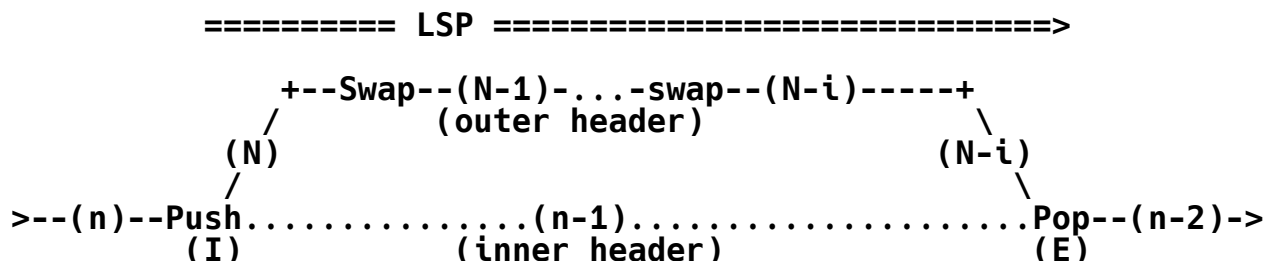 ========== LSP =============================>
+--Swap--(N-1)-...-swap--(N-i)-----+
/ (outer header) \
(N) (N-i)
/ \
>--(n)--Push...............(n-1).....................Pop--(n-2)->
(I) (inner header) (E)